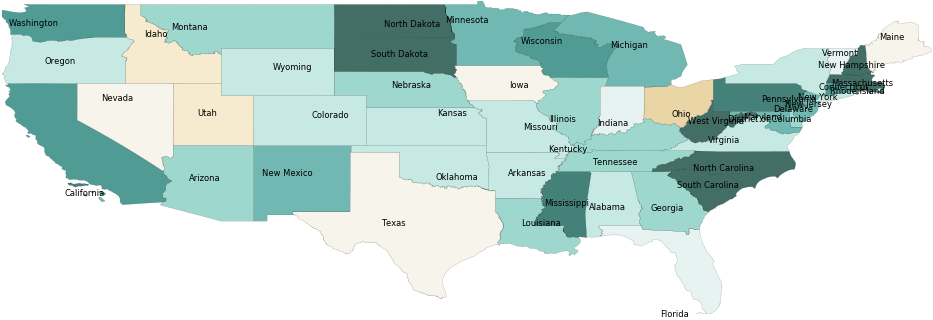 Washington
Idaho
Montana
North Dakota
Minnesota
Wisconsin
Michigan
Maine
Vermont
New Hampshire
Oregon
South Dakota
Wyoming
Nebraska
Iowa
Massachusetts
Connecticut
Rhode Island
Nevada
Utah
Colorado
Kansas
Missouri
Illinois
Indiana
Ohio
Pennsylvania
New York
New Jersey
Delaware
Maryland
District of Columbia
West Virginia
Virginia
Kentucky
Tennessee
North Carolina
South Carolina
California
Arizona
New Mexico
Oklahoma
Arkansas
Mississippi
Alabama
Georgia
Texas
Louisiana
Florida